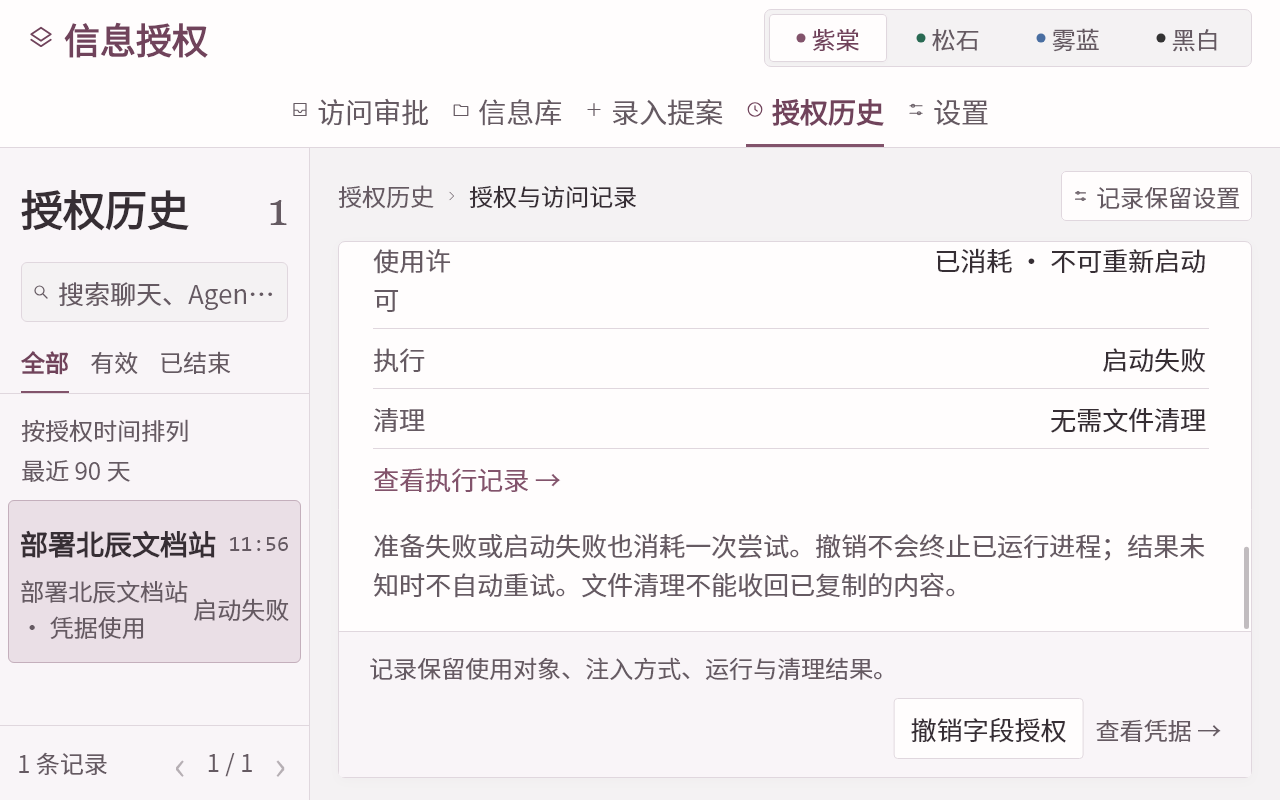 信息授权
紫棠
松石
雾蓝
黑白
访问审批
信息库
录入提案
授权历史
设置
授权历史
1
搜索聊天、Agen…
全部
有效
已结束
按授权时间排列
最近 90 天
部署北辰文档站 11:56
部署北辰文档站
· 凭据使用
启动失败
1 条记录
‹ 1 / 1 ›
授权历史 › 授权与访问记录
记录保留设置
使用许
可
已消耗 · 不可重新启动
执行
启动失败
清理
无需文件清理
查看执行记录 →
准备失败或启动失败也消耗一次尝试。撤销不会终止已运行进程；结果未
知时不自动重试。文件清理不能收回已复制的内容。
记录保留使用对象、注入方式、运行与清理结果。
撤销字段授权
查看凭据 →